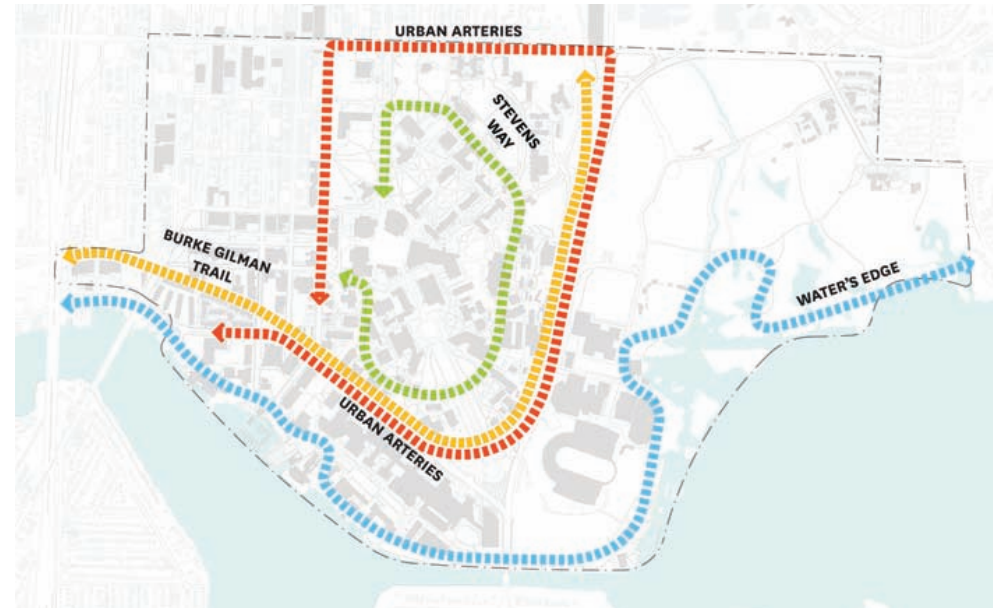 URBAN ARTERIES
STEVENS
WAY
BURKE GILMAN
TRAIL
WATER'S EDGE
URBAN ARTERIES